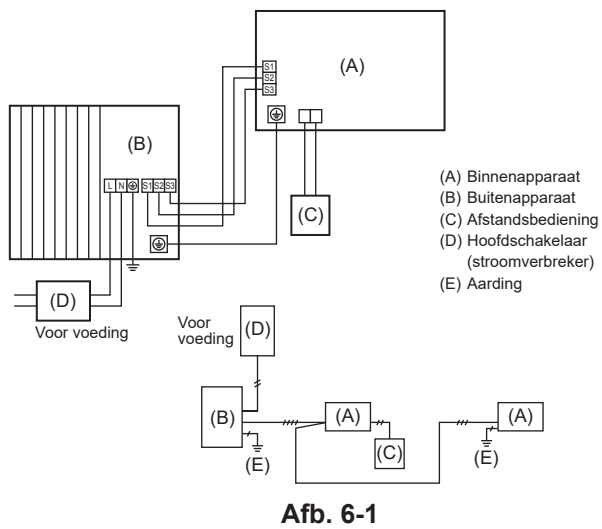 (A)
S1
S2
S3
(B)
L N S1 S2 S3
(C)
(D)
Voor voeding
(A) Binnenapparaat
(B) Buitenapparaat
(C) Afstandsbediening
(D) Hoofdschakelaar
(stroomverbreker)
(E) Aarding
Voor
voeding
(D)
(B)
(A)
(A)
(C)
(E)
(E)
Afb. 6-1